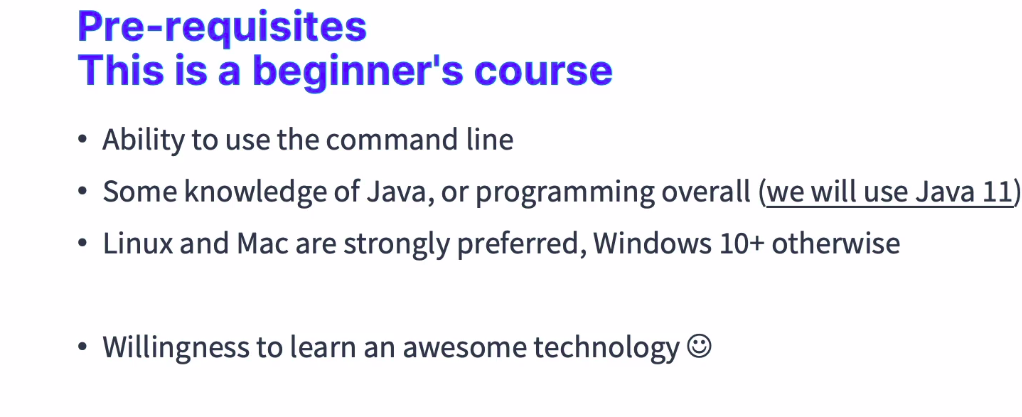 Pre-requisites
This is a beginner's course
• Ability to use the command line
• Some knowledge of Java, or programming overall (we will use Java 11)
• Linux and Mac are strongly preferred, Windows 10+ otherwise
• Willingness to learn an awesome technology ☺